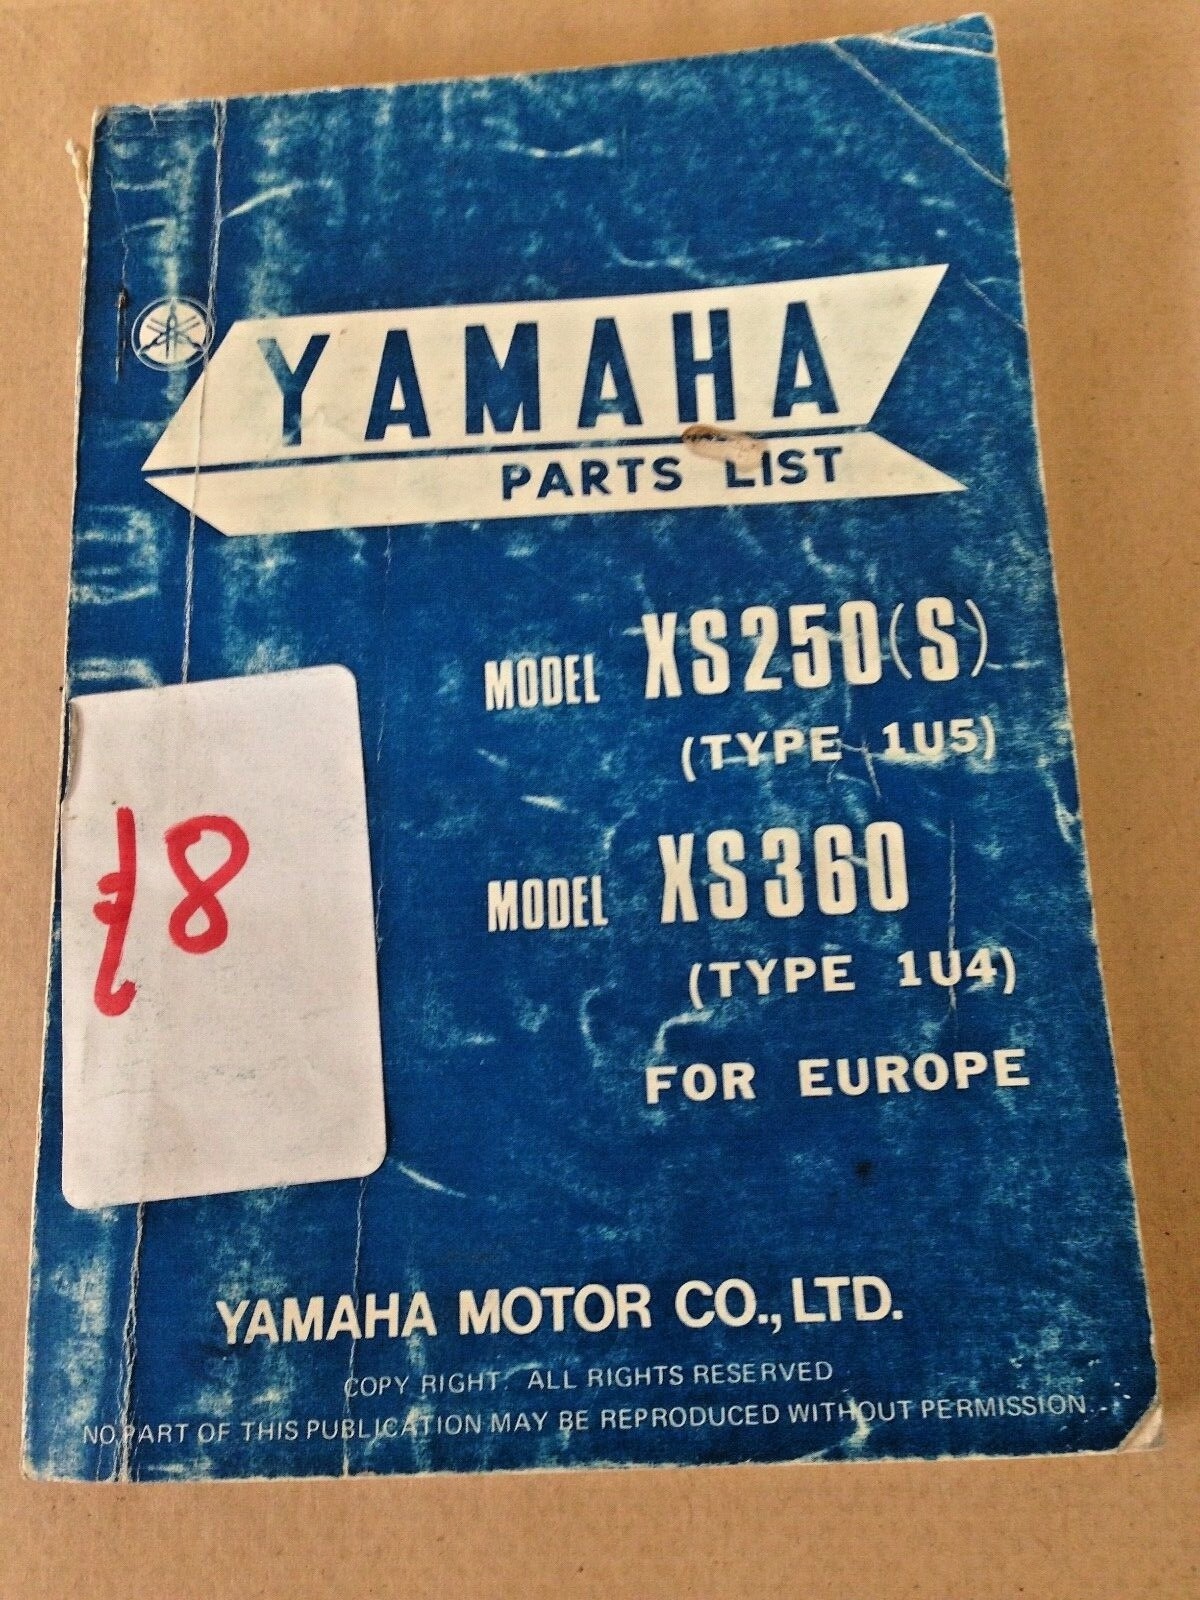 YAMAHA
PARTS LIST
MODEL XS250(S)
(TYPE 1U5)
MODEL XS360
(TYPE 1U4)
FOR EUROPE
£8
YAMAHA MOTOR CO., LTD.
COPY RIGHT. ALL RIGHTS RESERVED
NO PART OF THIS PUBLICATION MAY BE REPRODUCED WITHOUT PERMISSION.